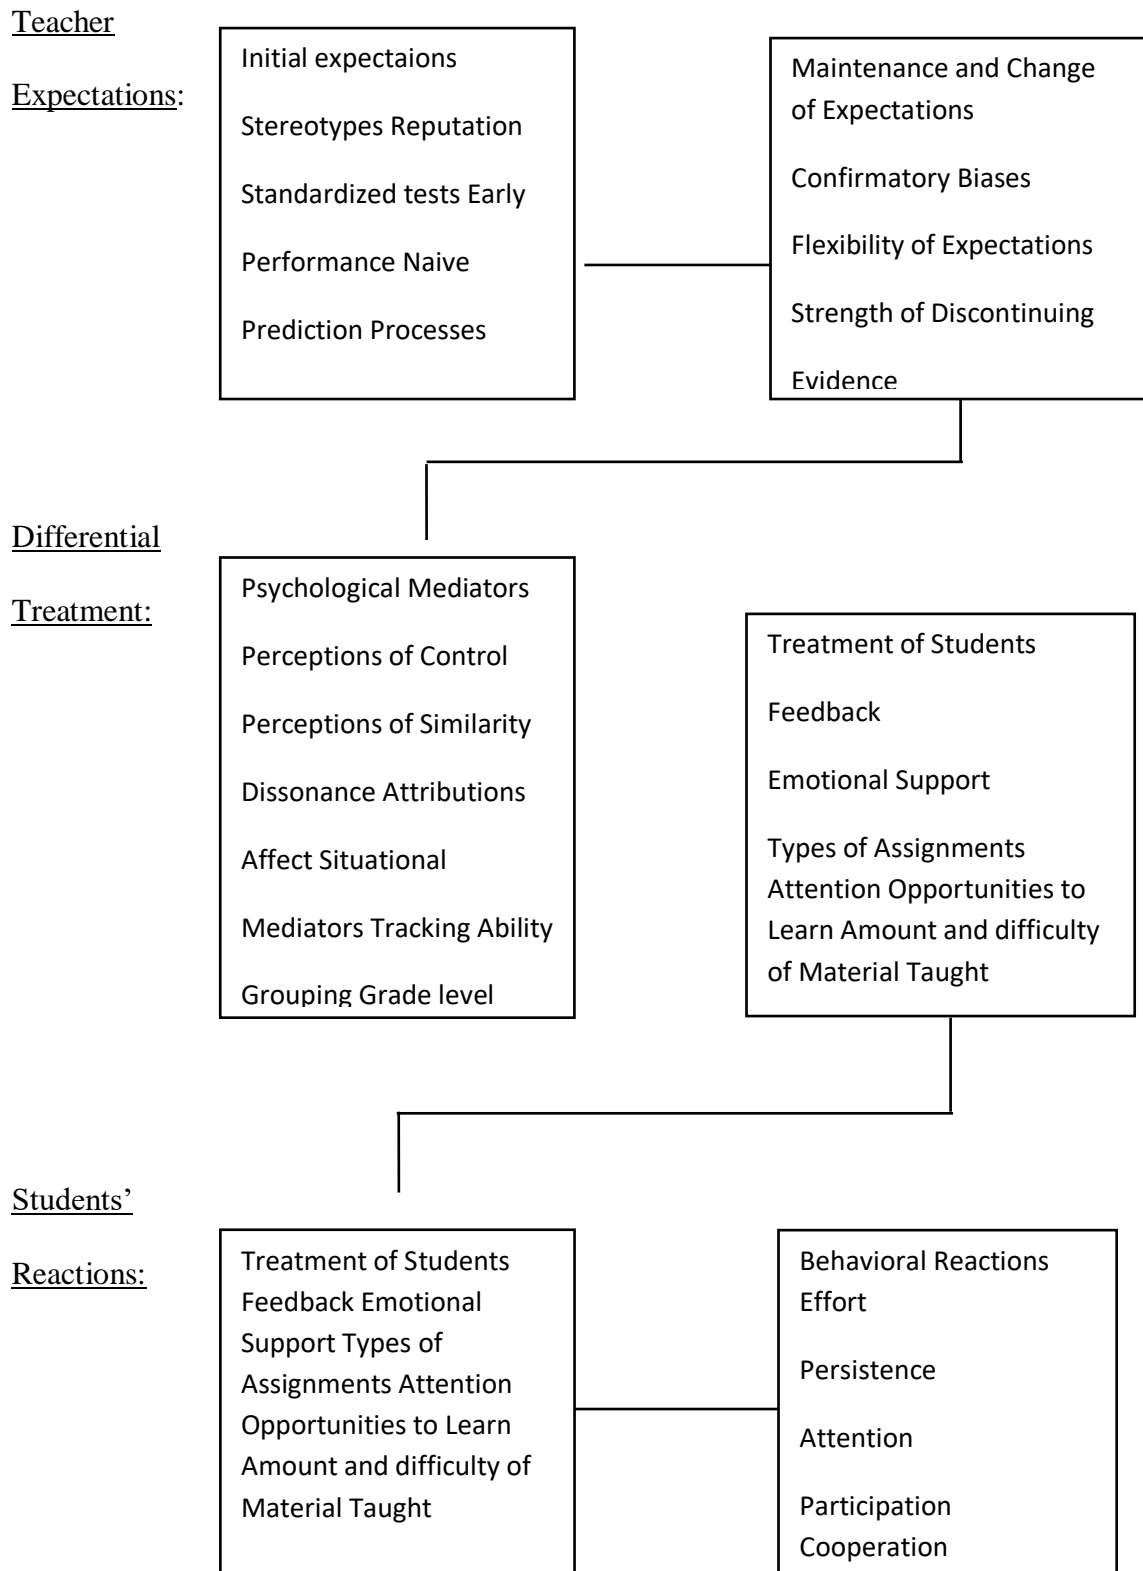 Teacher
Expectations:
Initial expectaions
Stereotypes Reputation
Standardized tests Early
Performance Naive
Prediction Processes
Maintenance and Change
of Expectations
Confirmatory Biases
Flexibility of Expectations
Strength of Discontinuing
Evidence
Differential
Treatment:
Psychological Mediators
Perceptions of Control
Perceptions of Similarity
Dissonance Attributions
Affect Situational
Mediators Tracking Ability
Grouping Grade level
Treatment of Students
Feedback
Emotional Support
Types of Assignments
Attention Opportunities to
Learn Amount and difficulty
of Material Taught
Students’
Reactions:
Treatment of Students
Feedback Emotional
Support Types of
Assignments Attention
Opportunities to Learn
Amount and difficulty of
Material Taught
Behavioral Reactions
Effort
Persistence
Attention
Participation
Cooperation